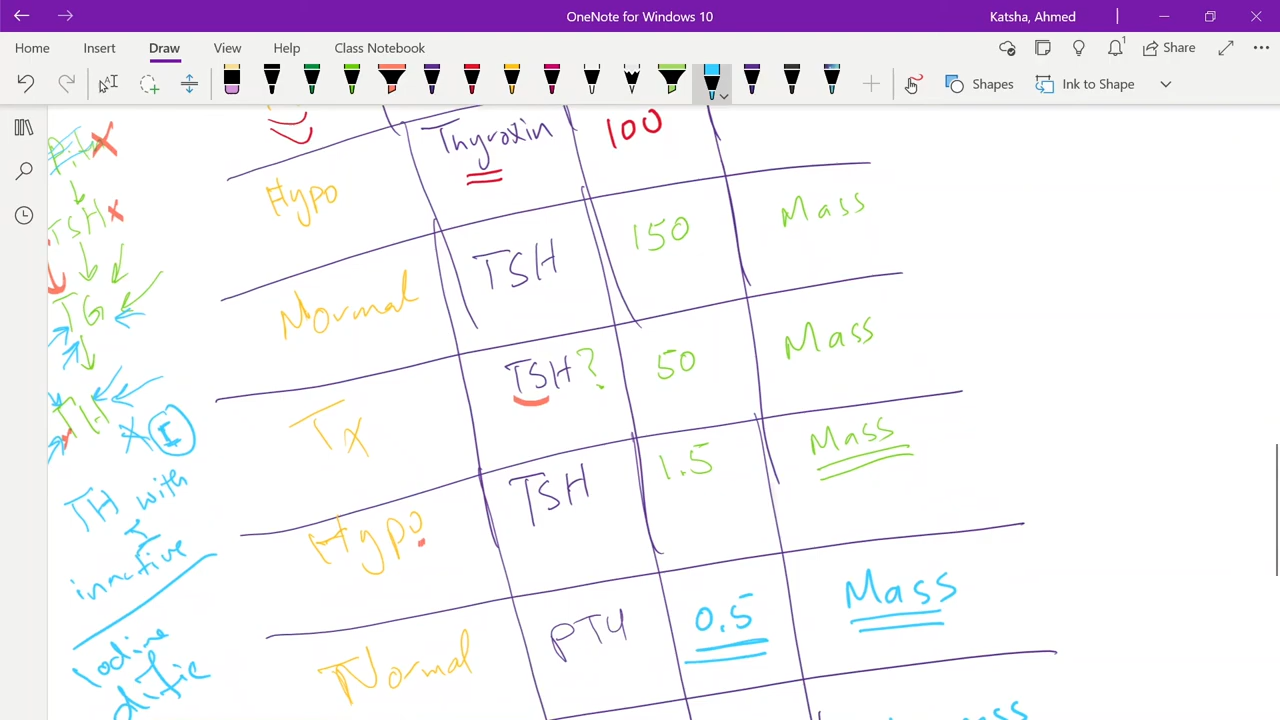 OneNote for Windows 10
Katsha, Ahmed
Home Insert Draw View Help Class Notebook
Share
Shapes Ink to Shape
Thyroxin 100
Hypo TSH 150 Mass
Normal TSH? 50 Mass
Tx TSH 1.5 Mass
Hypo PTU 0.5 Mass
Normal
TSH
TG
TH X I
TH with
innative
Iodine